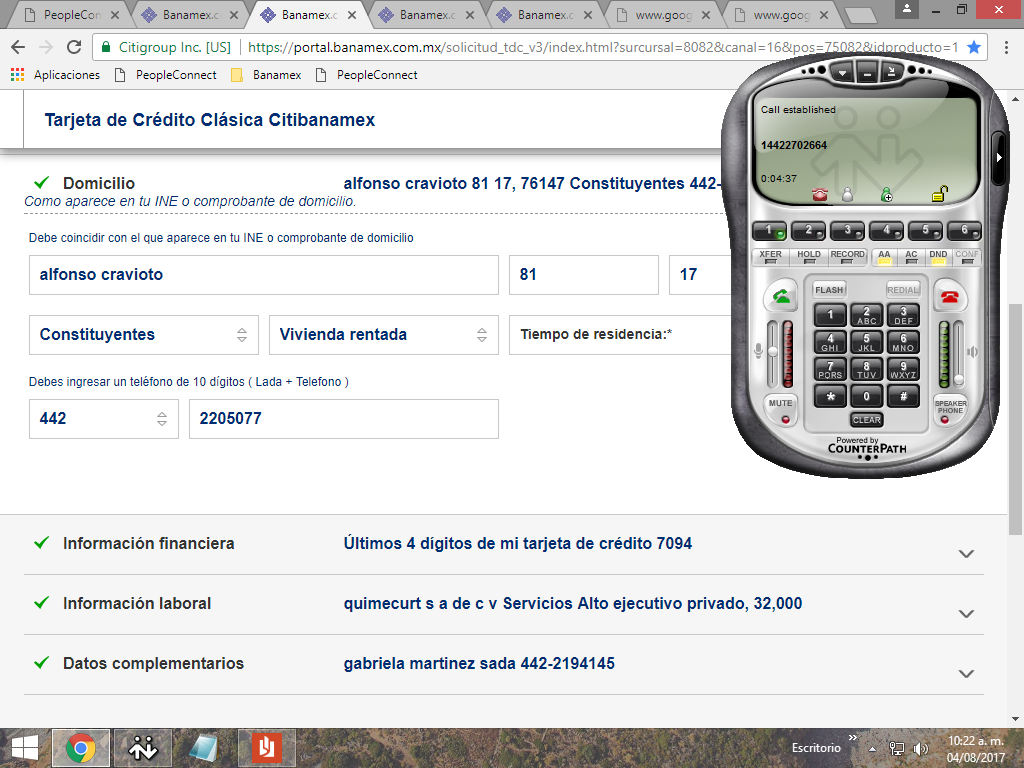 PeopleCon
Banamex.c
Banamex.c
Banamex.c
Banamex.c
www.goog
www.goog
Citigroup Inc. [US]
https://portal.banamex.com.mx/solicitud_tdc_v3/index.html?surcursal=8082&canal=16&pos=75082&idproducto=1
Aplicaciones
PeopleConnect
Banamex
PeopleConnect
Tarjeta de Crédito Clásica Citibanamex
Domicilio
alfonso cravioto 81 17, 76147 Constituyentes 442-
Como aparece en tu INE o comprobante de domicilio.
Debe coincidir con el que aparece en tu INE o comprobante de domicilio
alfonso cravioto
81
17
Constituyentes
Vivienda rentada
Tiempo de residencia:*
Debes ingresar un teléfono de 10 dígitos ( Lada + Telefono )
442
2205077
Información financiera
Últimos 4 dígitos de mi tarjeta de crédito 7094
Información laboral
quimecurt s a de c v Servicios Alto ejecutivo privado, 32,000
Datos complementarios
gabriela martinez sada 442-2194145
Call established
14422702664
0:04:37
1 2 3 4 5 6
XFER HOLD RECORD AA AC DND CONF
FLASH
REDIAL
1 2 ABC 3 DEF
4 GHI 5 JKL 6 MNO
7 PQRS 8 TUV 9 WXYZ
* 0 #
MUTE
SPEAKER
PHONE
CLEAR
Powered by
COUNTERPATH
Escritorio
10:22 a. m.
04/08/2017